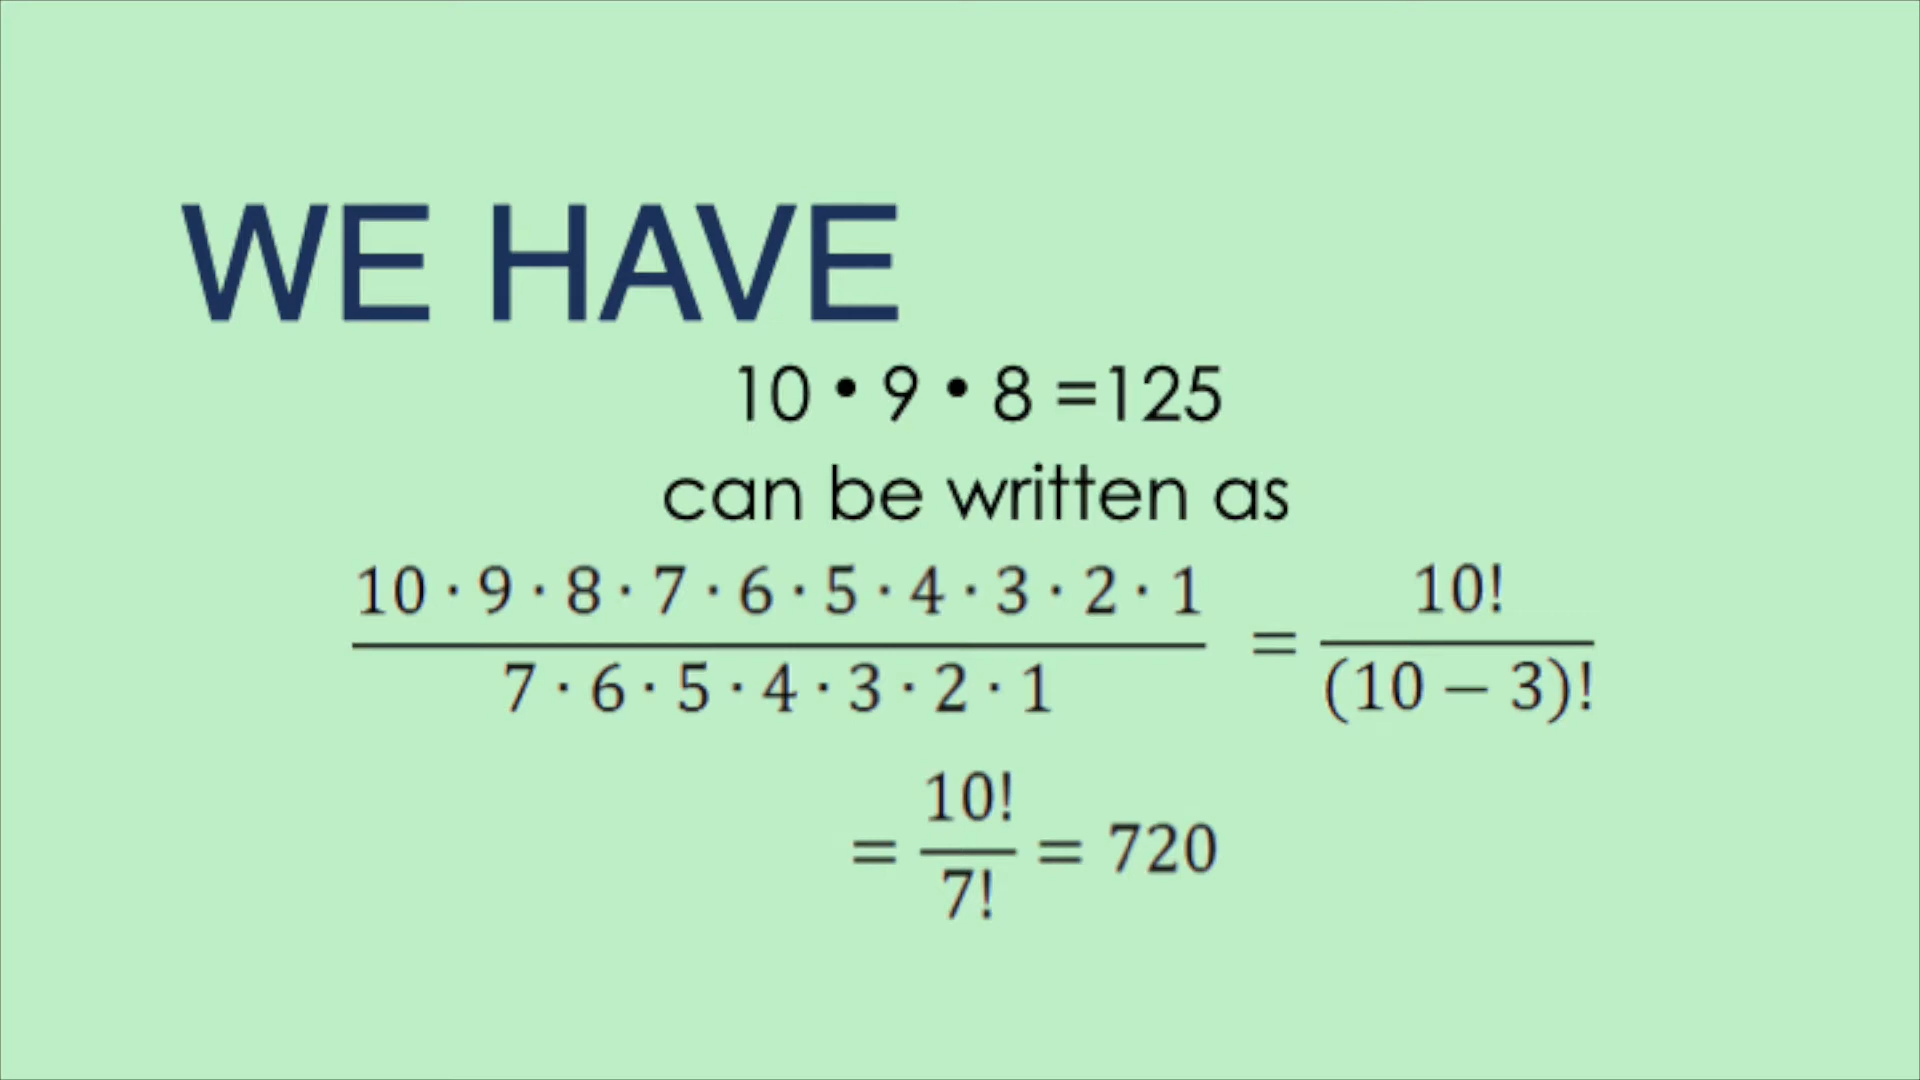 WE HAVE
10 • 9 • 8 =125
can be written as
10 · 9 · 8 · 7 · 6 · 5 · 4 · 3 · 2 · 1 / 7 · 6 · 5 · 4 · 3 · 2 · 1 = 10! / (10 − 3)!
= 10! / 7! = 720